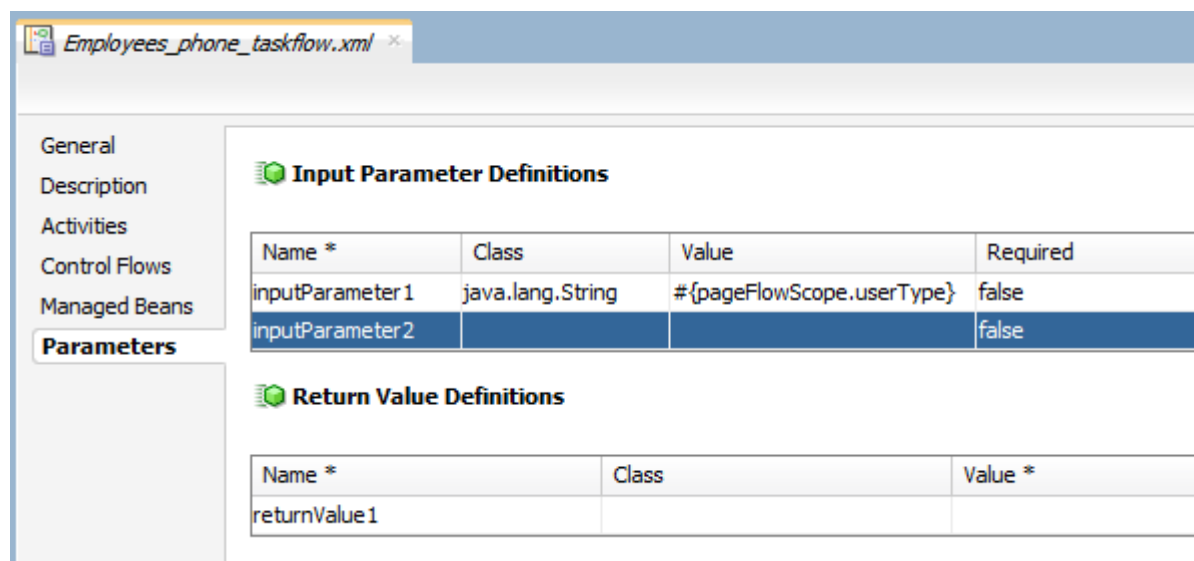 Employees_phone_taskflow.xml
General
Description
Activities
Control Flows
Managed Beans
Parameters
Input Parameter Definitions
Name * Class Value Required
inputParameter1 java.lang.String #{pageFlowScope.userType} false
inputParameter2 false
Return Value Definitions
Name * Class Value *
returnValue1